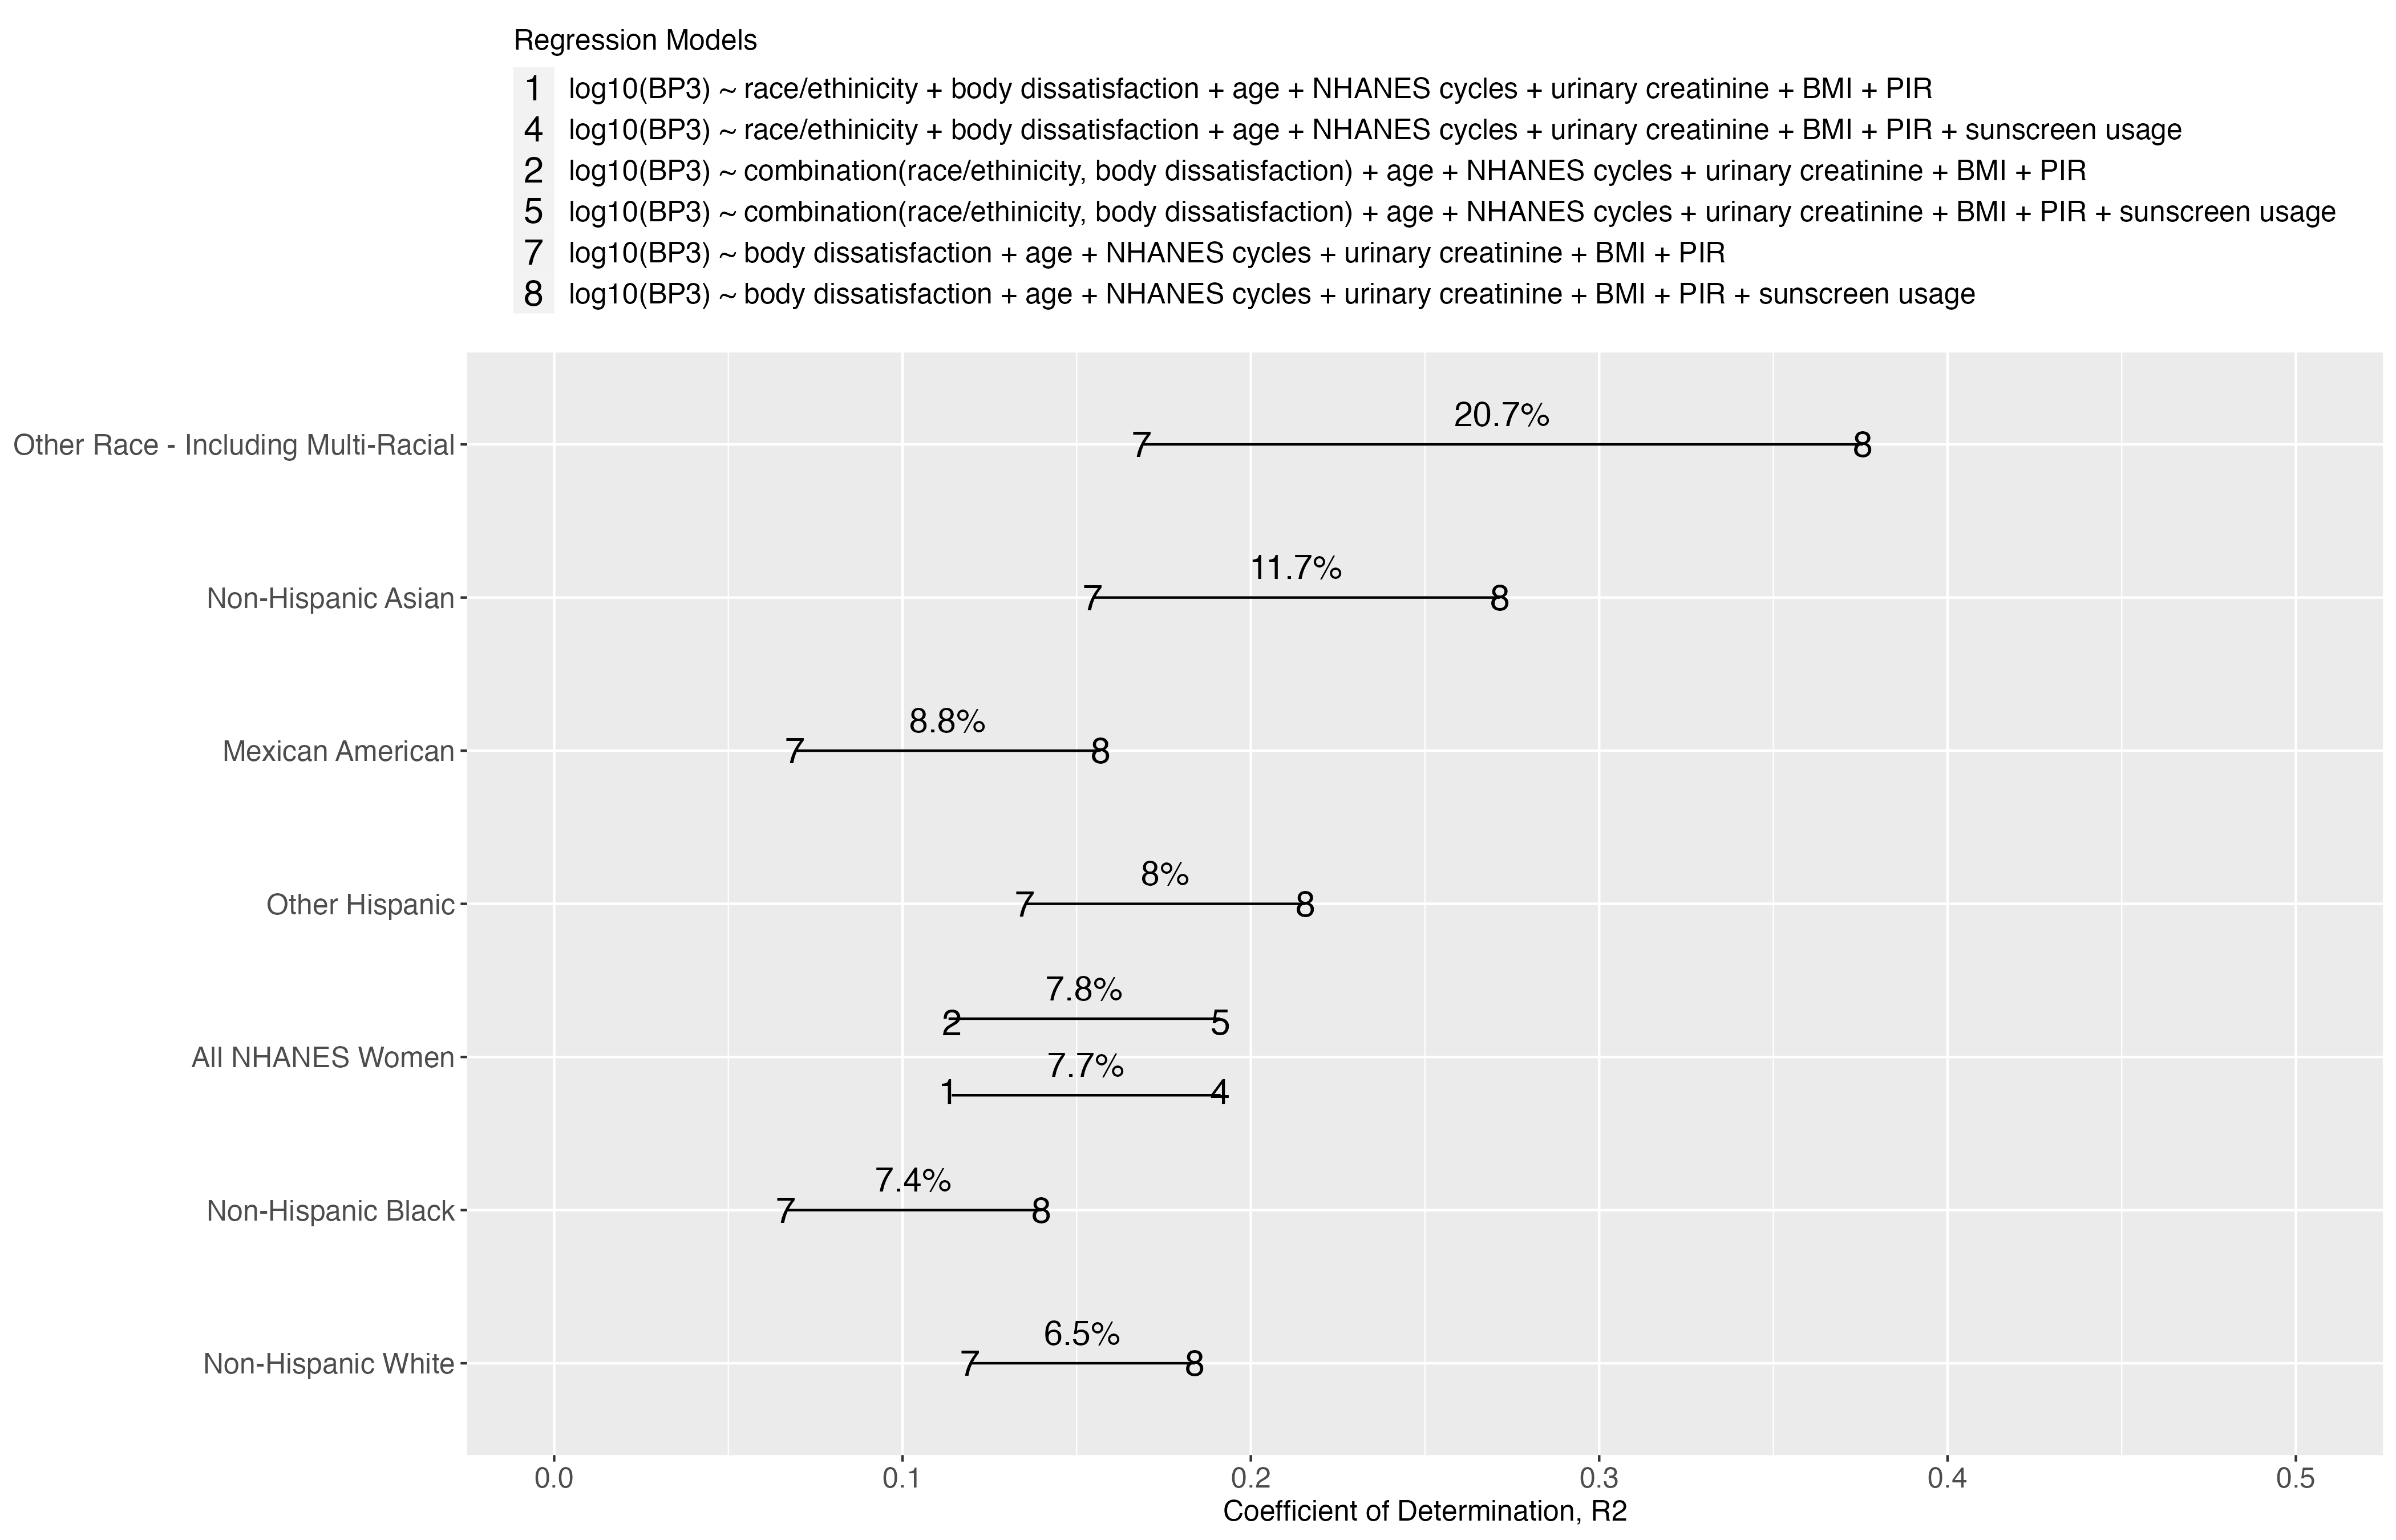 Regression Models
1 log10(BP3) ~ race/ethinicity + body dissatisfaction + age + NHANES cycles + urinary creatinine + BMI + PIR
4 log10(BP3) ~ race/ethinicity + body dissatisfaction + age + NHANES cycles + urinary creatinine + BMI + PIR + sunscreen usage
2 log10(BP3) ~ combination(race/ethinicity, body dissatisfaction) + age + NHANES cycles + urinary creatinine + BMI + PIR
5 log10(BP3) ~ combination(race/ethinicity, body dissatisfaction) + age + NHANES cycles + urinary creatinine + BMI + PIR + sunscreen usage
7 log10(BP3) ~ body dissatisfaction + age + NHANES cycles + urinary creatinine + BMI + PIR
8 log10(BP3) ~ body dissatisfaction + age + NHANES cycles + urinary creatinine + BMI + PIR + sunscreen usage
20.7%
Other Race - Including Multi-Racial 7 8
11.7%
Non-Hispanic Asian 7 8
8.8%
Mexican American 7 8
8%
Other Hispanic 7 8
7.8%
2 5
All NHANES Women
7.7%
1 4
7.4%
Non-Hispanic Black 7 8
6.5%
Non-Hispanic White 7 8
0.0 0.1 0.2 0.3 0.4 0.5
Coefficient of Determination, R2